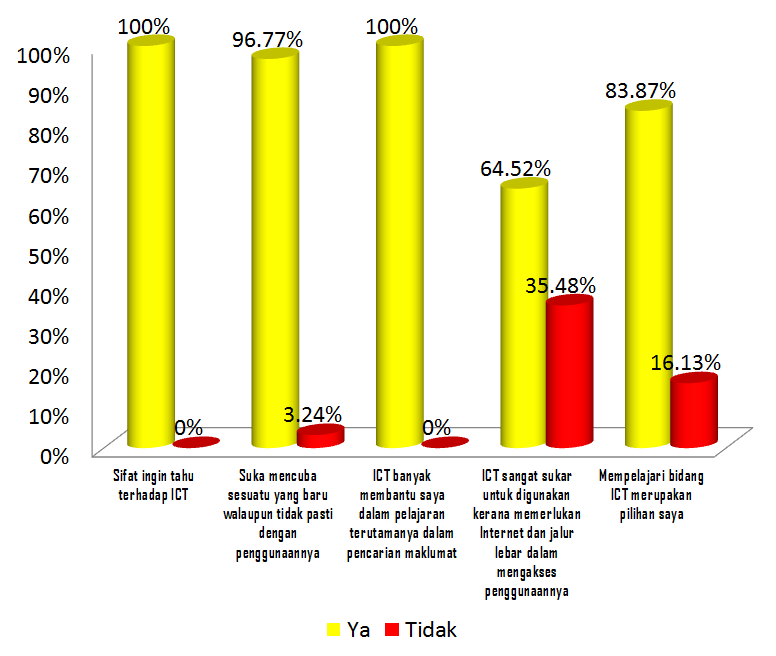 100%
96.77%
100%
83.87%
64.52%
35.48%
16.13%
3.24%
0%
0%
100%
90%
80%
70%
60%
50%
40%
30%
20%
10%
0%
Sifat ingin tahu
terhadap ICT
Suka mencuba
sesuatu yang baru
walaupun tidak pasti
dengan
penggunaannya
ICT banyak
membantu saya
dalam pelajaran
terutamanya dalam
pencarian maklumat
ICT sangat sukar
untuk digunakan
kerana memerlukan
Internet dan jalur
lebar dalam
mengakses
penggunaannya
Mempelajari bidang
ICT merupakan
pilihan saya
Ya
Tidak